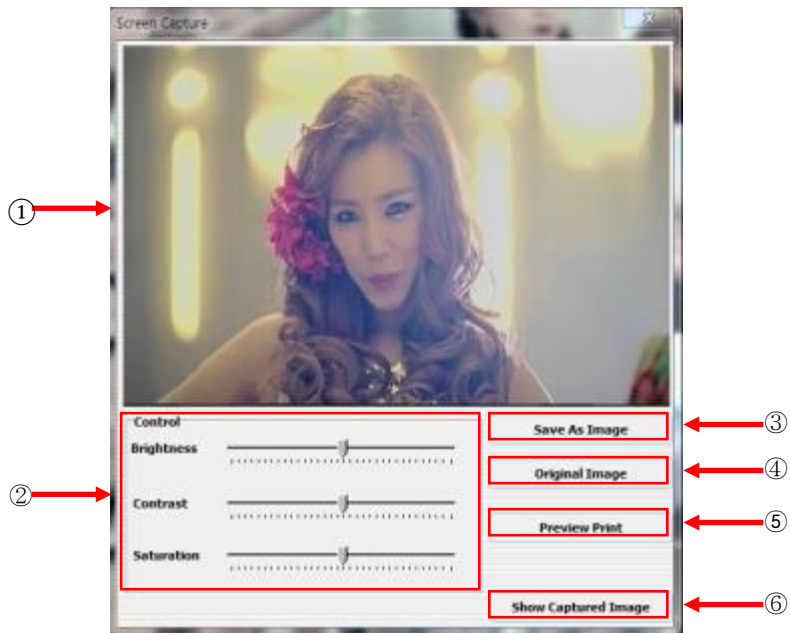 Screen Capture
X
①
Control
Brightness
Contrast
Saturation
②
Save As Image
③
Original Image
④
Preview Print
⑤
Show Captured Image
⑥